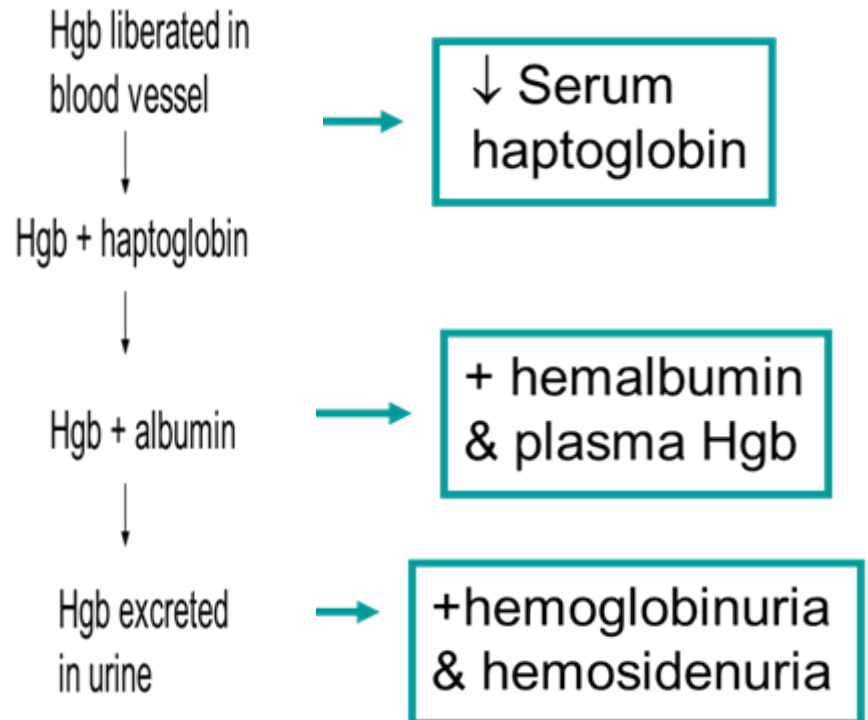 Hgb liberated in
blood vessel
↓ Serum
haptoglobin
Hgb + haptoglobin
Hgb + albumin
+ hemalbumin
& plasma Hgb
Hgb excreted
in urine
+hemoglobinuria
& hemosidenuria